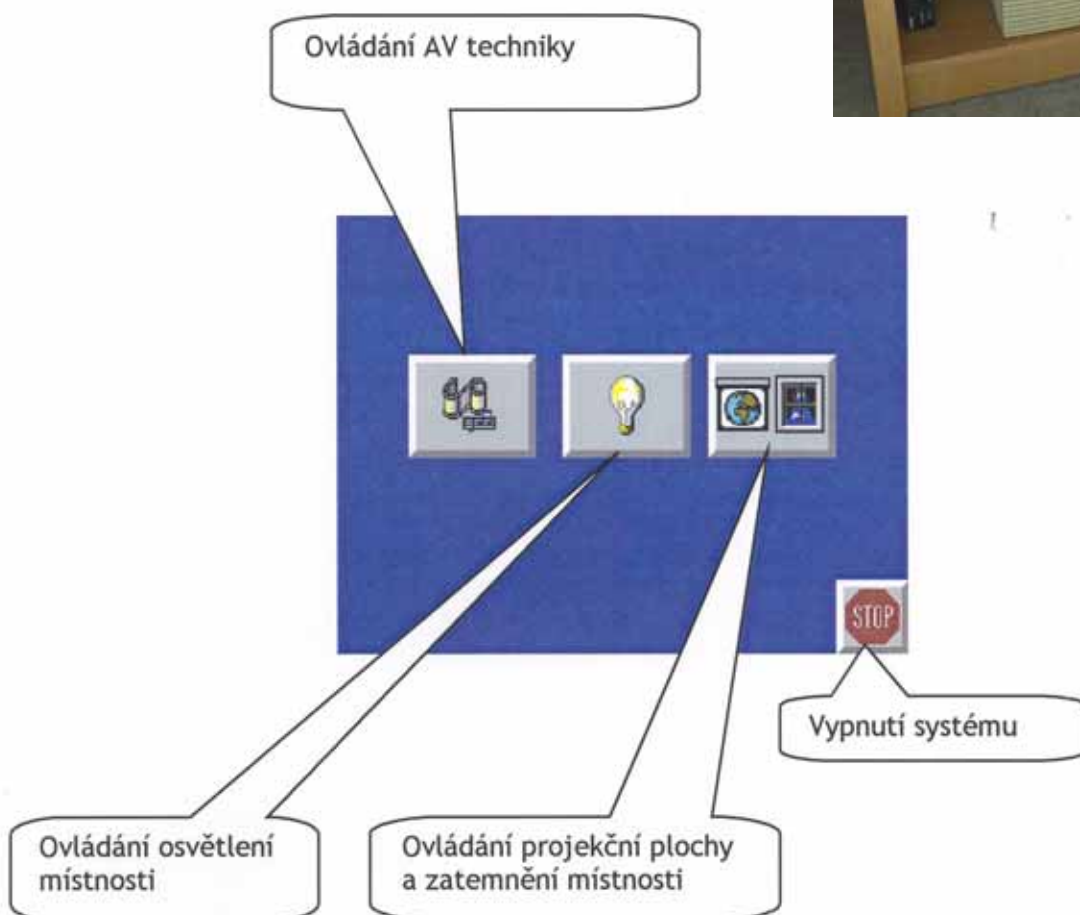 Ovládání AV techniky
STOP
Vypnutí systému
Ovládání osvětlení
místnosti
Ovládání projekční plochy
a zatemnění místnosti